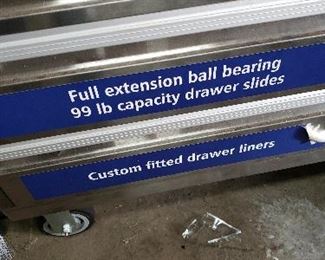 Full extension ball bearing
99 lb capacity drawer slides
Custom fitted drawer liners